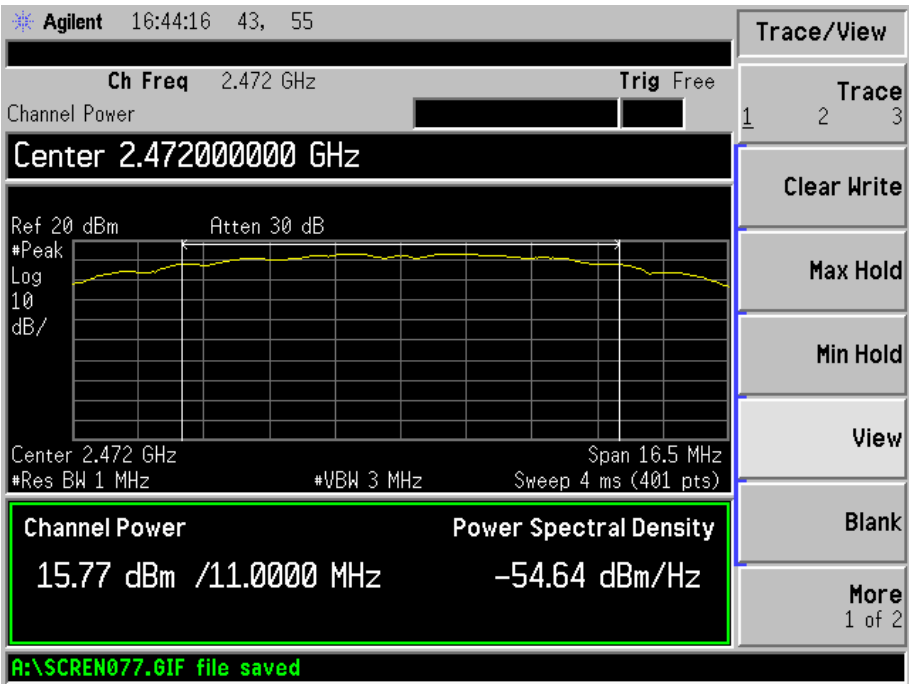 Agilent 16:44:16 43, 55
Trace/View
Ch Freq 2.472 GHz Trig Free
Channel Power
Trace
1 2 3
Center 2.472000000 GHz
Clear Write
Ref 20 dBm Atten 30 dB
#Peak
Log
10
dB/
Max Hold
Min Hold
View
Center 2.472 GHz Span 16.5 MHz
#Res BW 1 MHz #VBW 3 MHz Sweep 4 ms (401 pts)
Channel Power Power Spectral Density
Blank
15.77 dBm /11.0000 MHz -54.64 dBm/Hz
More
1 of 2
A:\SCREN077.GIF file saved